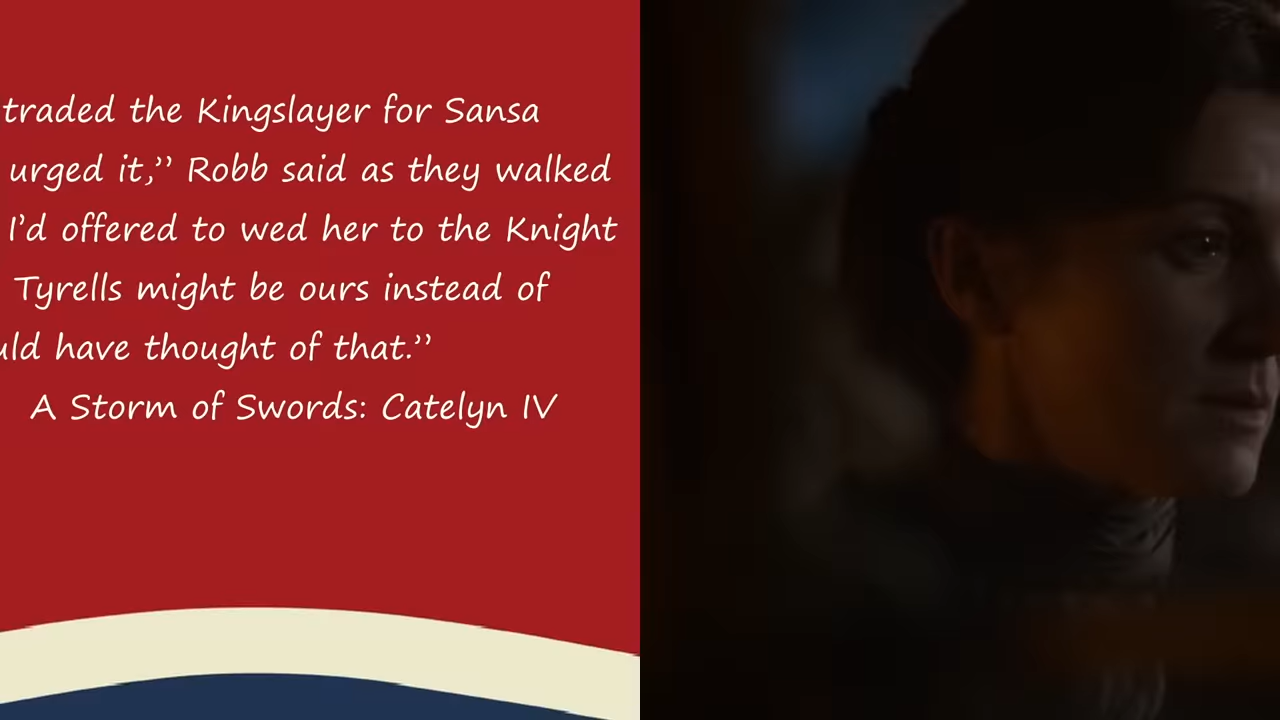 traded the Kingslayer for Sansa
urged it,” Robb said as they walked
I’d offered to wed her to the Knight
Tyrells might be ours instead of
have thought of that.”
A Storm of Swords: Catelyn IV